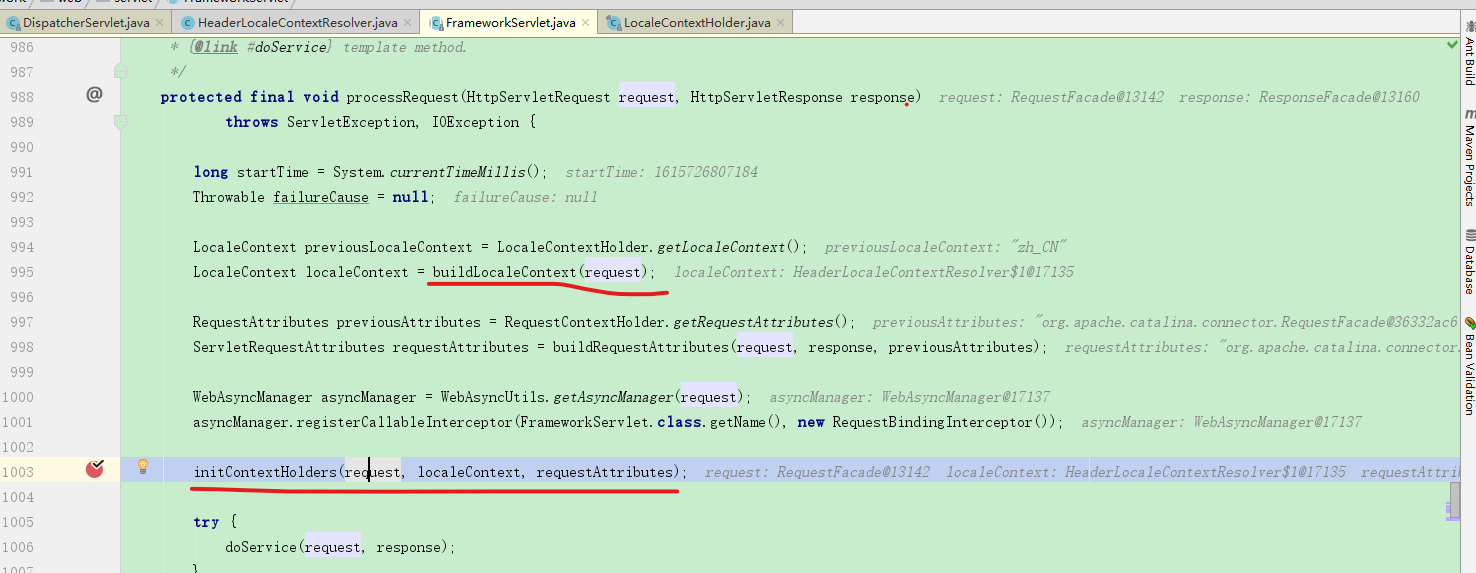 work
web
servlet
FrameworkServlet
DispatcherServlet.java
HeaderLocaleContextResolver.java
FrameworkServlet.java
LocaleContextHolder.java
986 * {@link #doService} template method.
987 */
988 @ protected final void processRequest(HttpServletRequest request, HttpServletResponse response) request: RequestFacade@13142 response: ResponseFacade@13160
989 throws ServletException, IOException {
990
991 long startTime = System.currentTimeMillis(); startTime: 1615726807184
992 Throwable failureCause = null; failureCause: null
993
994 LocaleContext previousLocaleContext = LocaleContextHolder.getLocaleContext(); previousLocaleContext: "zh_CN"
995 LocaleContext localeContext = buildLocaleContext(request); localeContext: HeaderLocaleContextResolver$1@17135
996
997 RequestAttributes previousAttributes = RequestContextHolder.getRequestAttributes(); previousAttributes: "org.apache.catalina.connector.RequestFacade@36332ac6
998 ServletRequestAttributes requestAttributes = buildRequestAttributes(request, response, previousAttributes); requestAttributes: "org.apache.catalina.connector.
999
1000 WebAsyncManager asyncManager = WebAsyncUtils.getAsyncManager(request); asyncManager: WebAsyncManager@17137
1001 asyncManager.registerCallableInterceptor(FrameworkServlet.class.getName(), new RequestBindingInterceptor()); asyncManager: WebAsyncManager@17137
1002
1003 initContextHolders(request, localeContext, requestAttributes); request: RequestFacade@13142 localeContext: HeaderLocaleContextResolver$1@17135 requestAttrib
1004
1005 try {
1006 doService(request, response);
1007 }
Ant Build
m Maven Projects
Database
Bean Validation